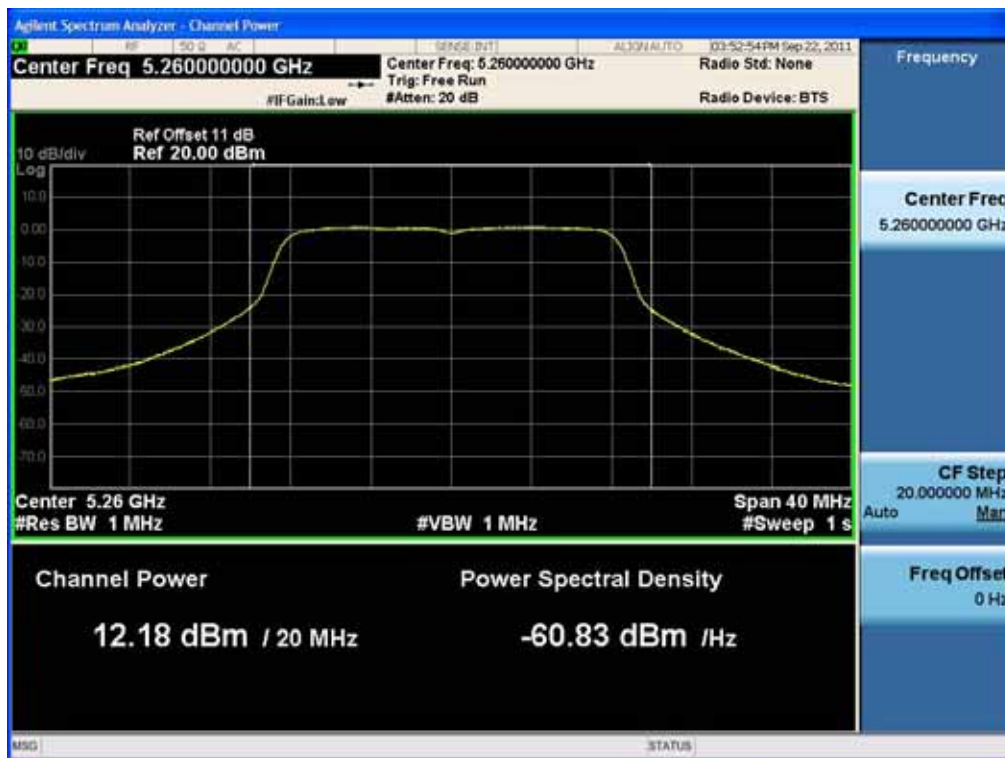 Agilent Spectrum Analyzer - Channel Power
RF 50 Ω AC SENSE:INT ALIGNAUTO 03:52:54 PM Sep 22, 2011
Center Freq 5.260000000 GHz
Center Freq: 5.260000000 GHz
Radio Std: None
Trig: Free Run
#IFGain:Low
#Atten: 20 dB
Radio Device: BTS
Ref Offset 11 dB
10 dB/div Ref 20.00 dBm
Log
10.0
0.00
-10.0
-20.0
-30.0
-40.0
-50.0
-60.0
-70.0
Center 5.26 GHz Span 40 MHz
#Res BW 1 MHz #VBW 1 MHz #Sweep 1 s
Channel Power
Power Spectral Density
12.18 dBm / 20 MHz
-60.83 dBm /Hz
MSG STATUS
Frequency
Center Freq
5.260000000 GHz
CF Step
20.000000 MHz
Auto Man
Freq Offset
0 Hz